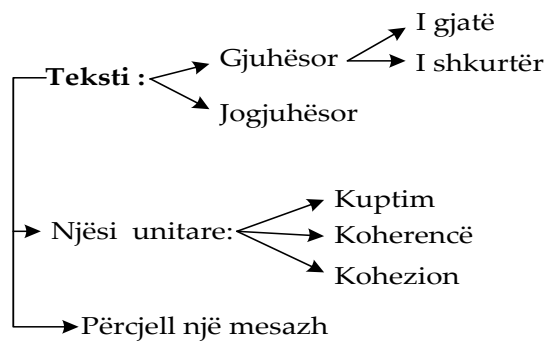 I gjatë
Gjuhësor
I shkurtër
Teksti :
Jogjuhësor
Kuptim
Njësi unitare:
Koherencë
Kohezion
Përcjell një mesazh